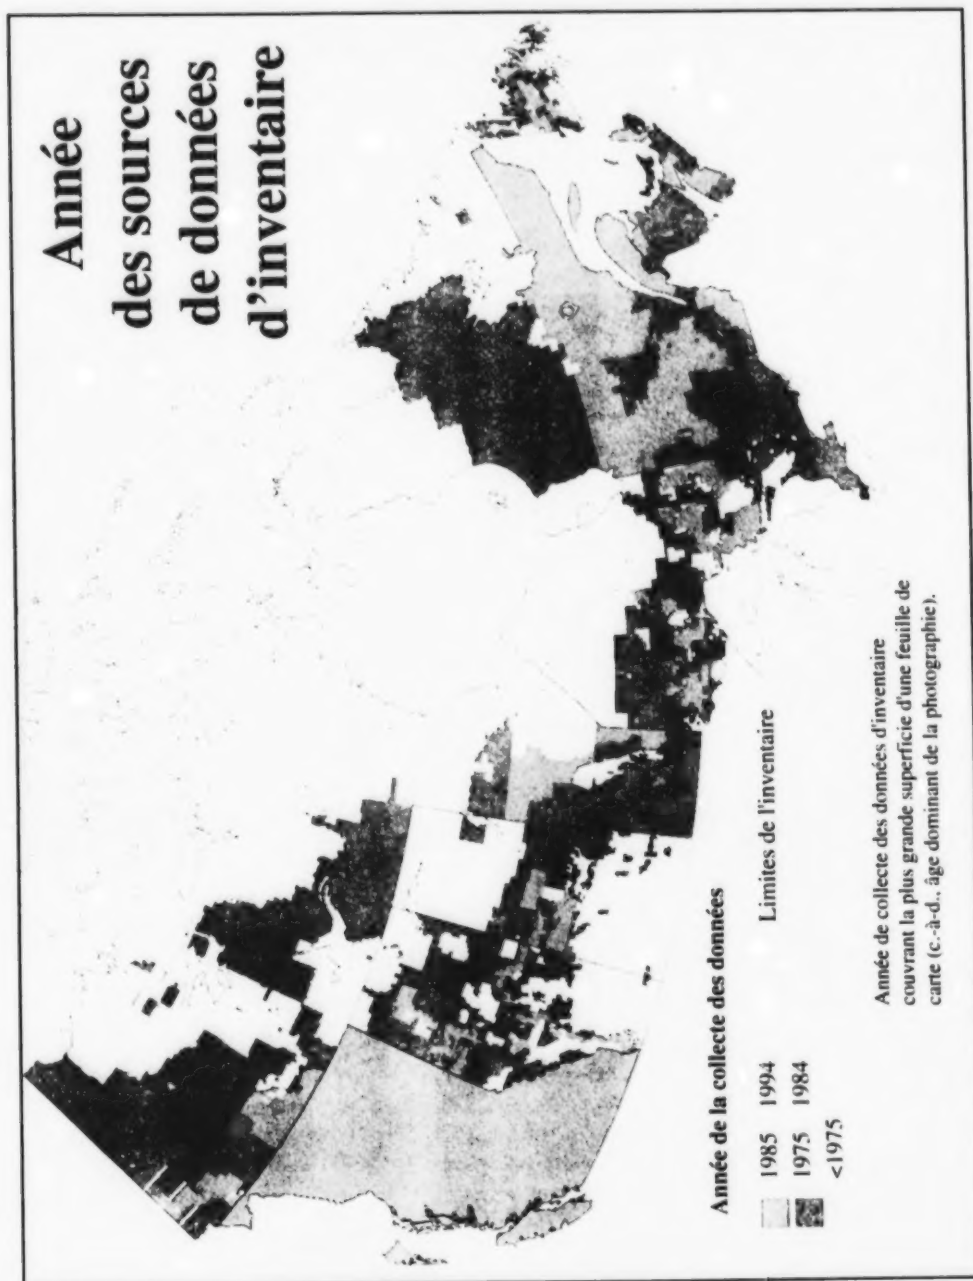 Année
des sources
de données
d'inventaire
Année de la collecte des données
1985 1994
1975 1984
<1975
Limites de l'inventaire
Année de collecte des données d'inventaire
couvrant la plus grande superficie d'une feuille de
carte (c.-à-d., âge dominant de la photographie).